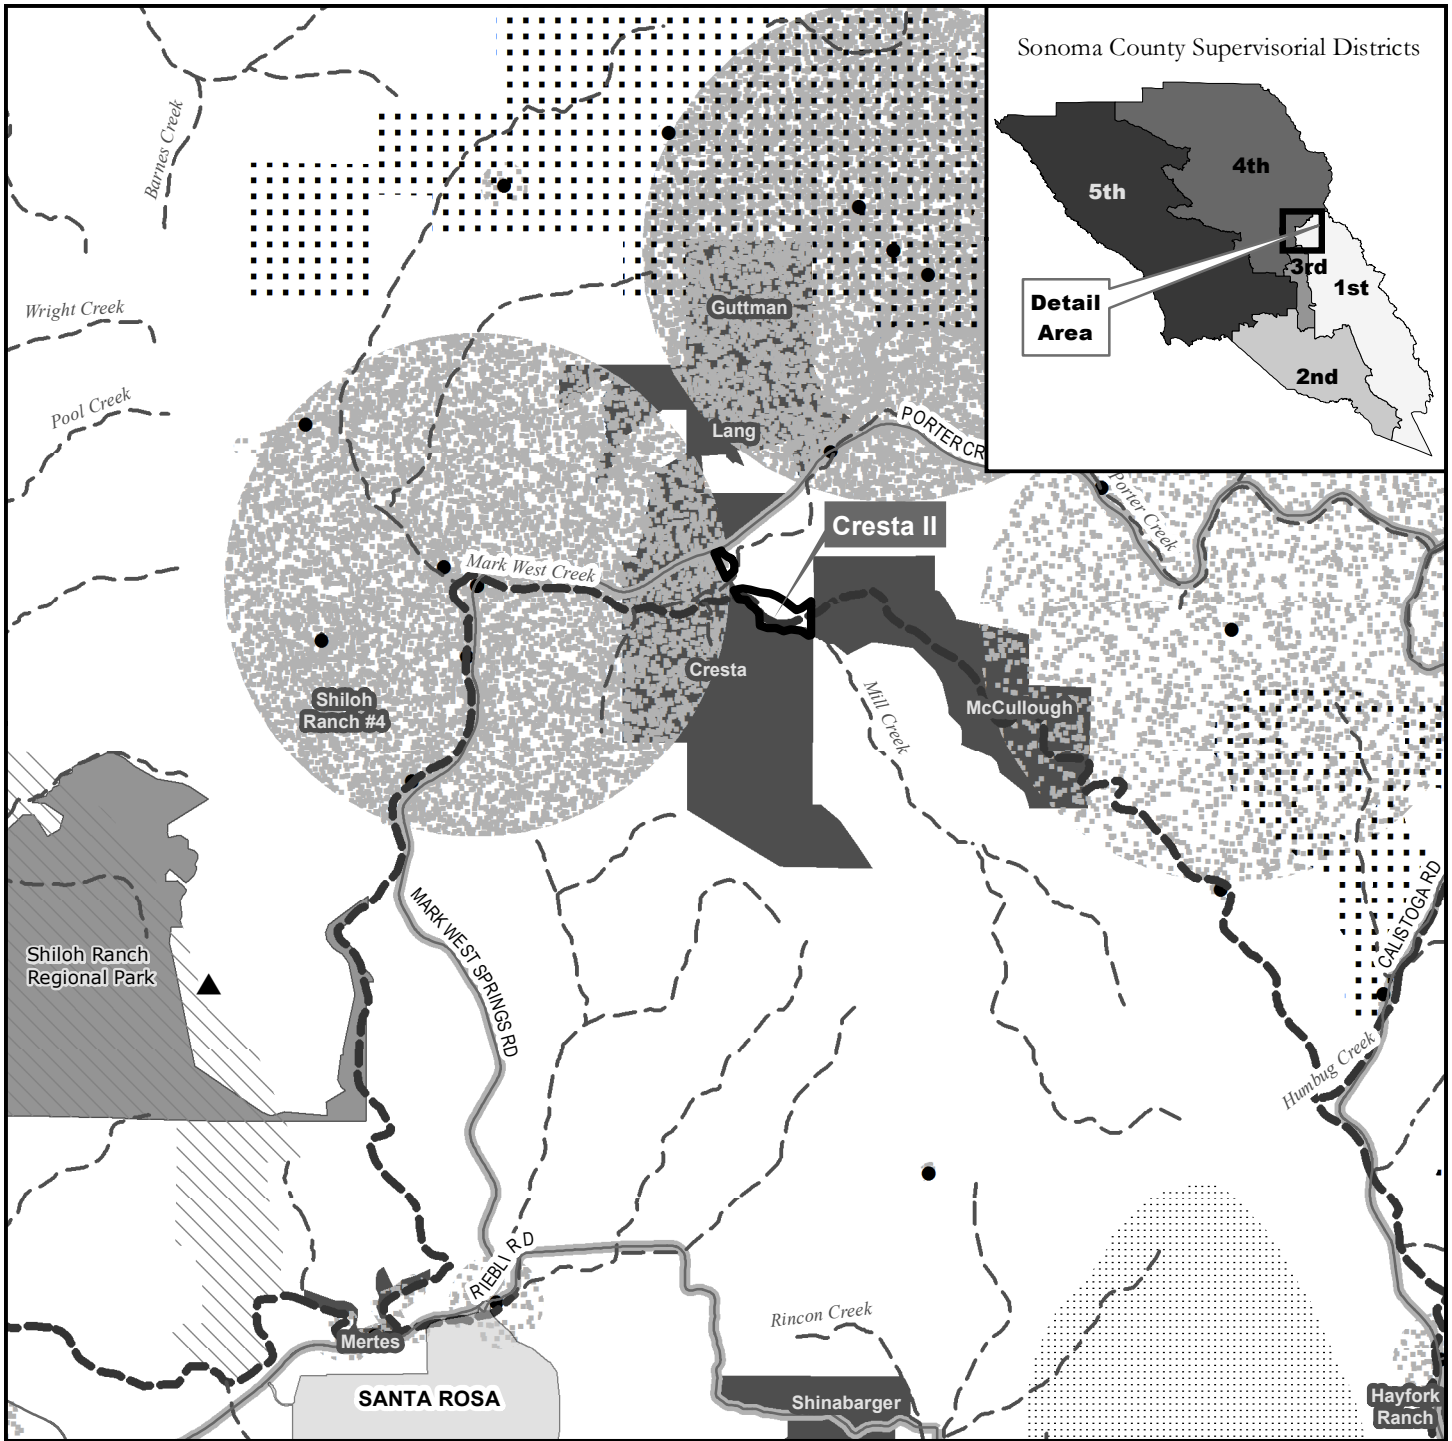 Sonoma County Supervisorial Districts
4th
5th
3rd
1st
2nd
Detail
Area
Barnes Creek
Wright Creek
Pool Creek
Guttman
Lang
PORTER CR
Porter Creek
Cresta II
Mark West Creek
Cresta
Mill Creek
McCullough
Shiloh
Ranch #4
Shiloh Ranch
Regional Park
MARK WEST SPRINGS RD
CALISTOGA RD
Humbug Creek
RIEBLI RD
Rincon Creek
Mertes
SANTA ROSA
Shinabarger
Hayfork
Ranch